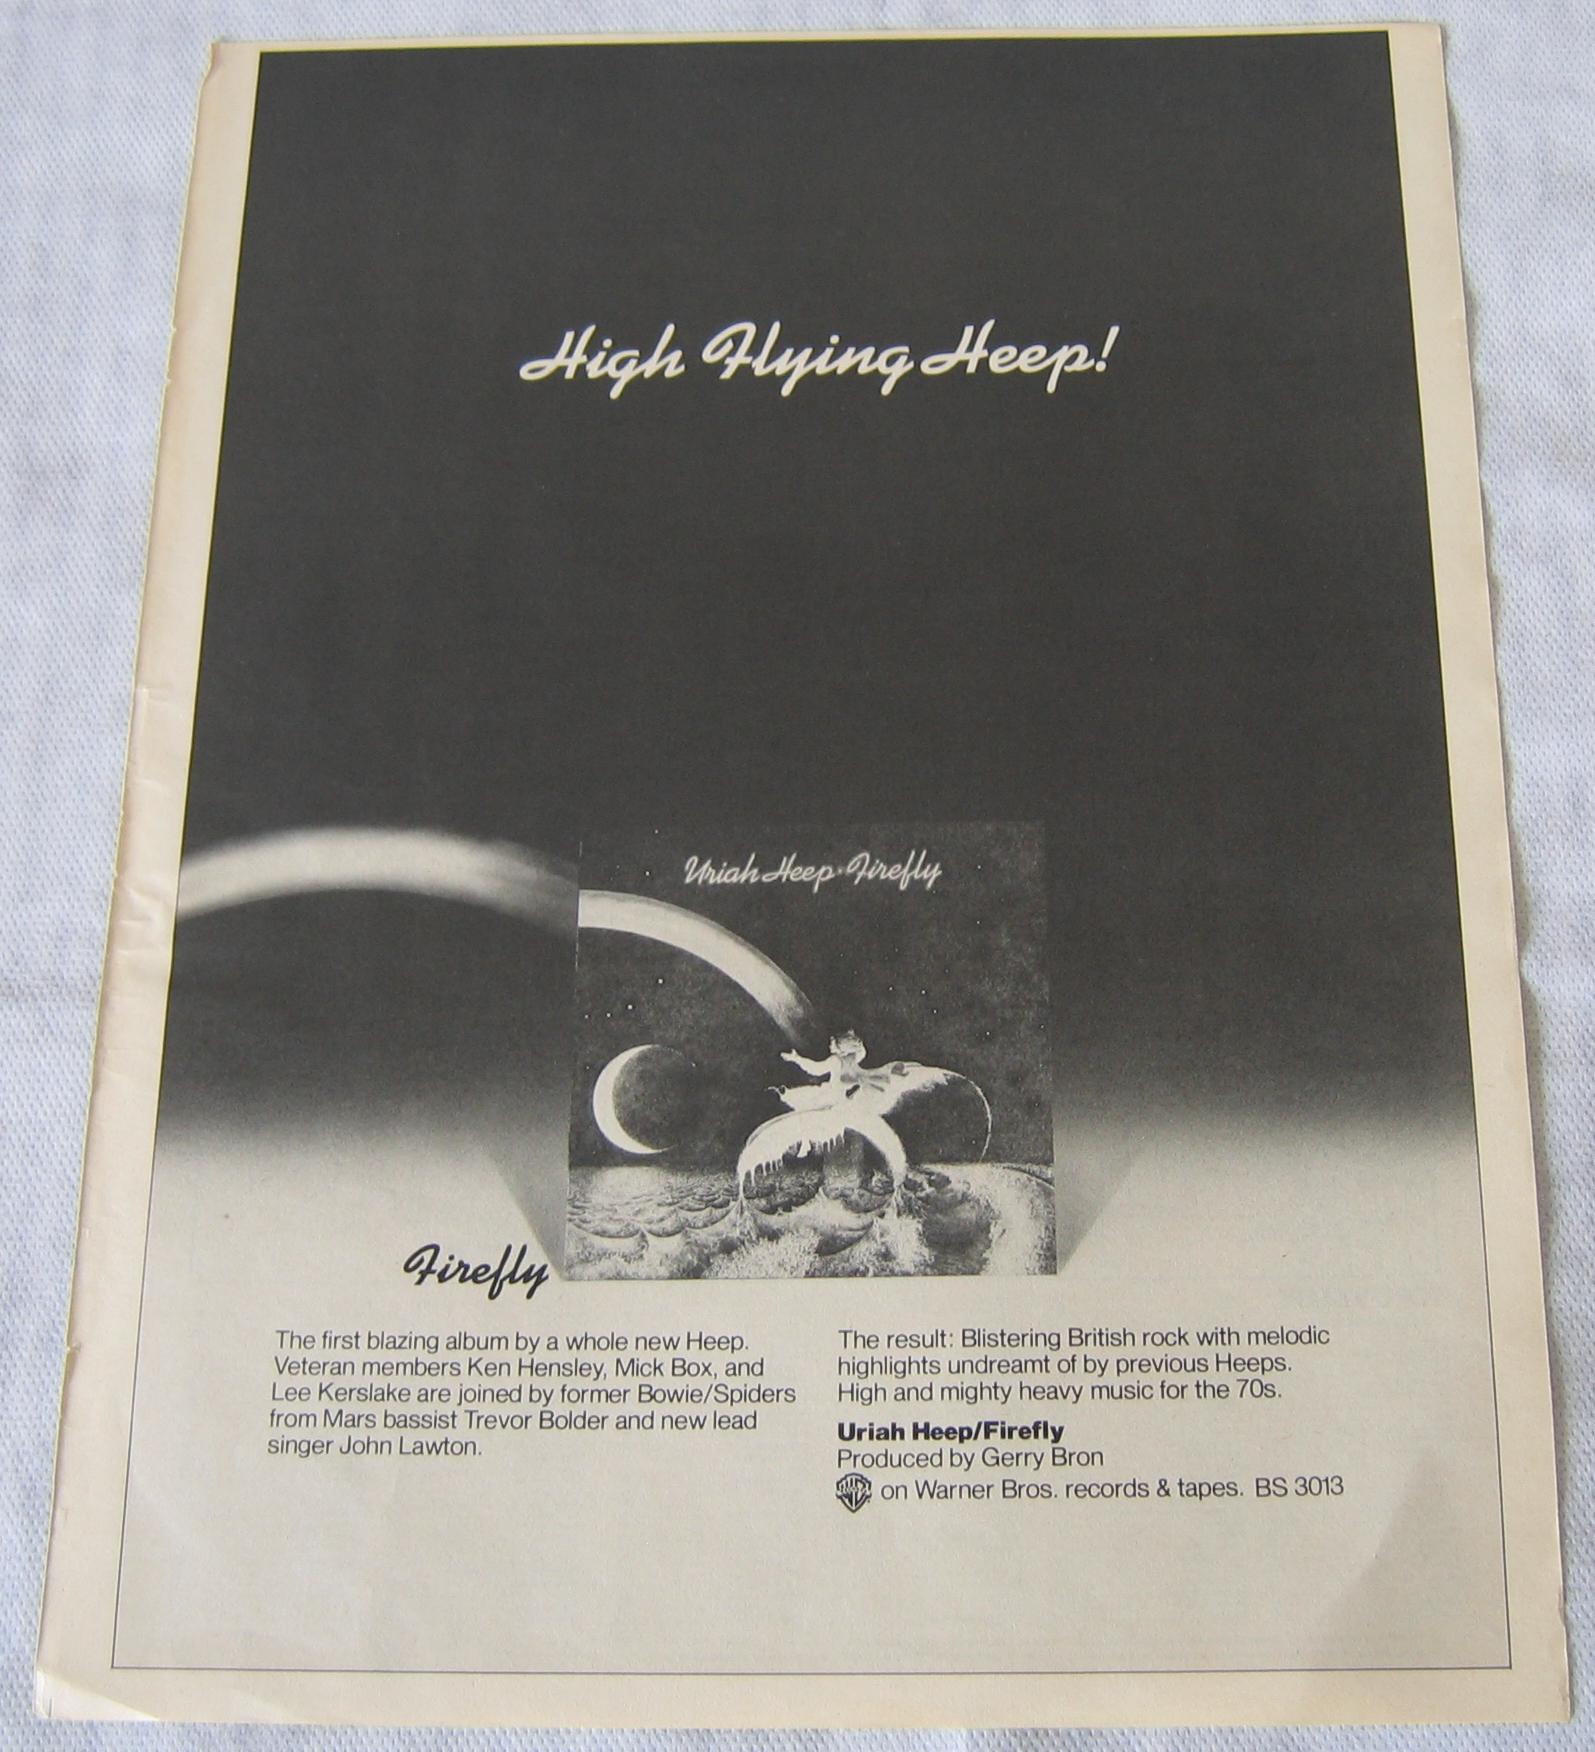 High Flying Heep!
Uriah Heep · Firefly
Firefly
The first blazing album by a whole new Heep.
Veteran members Ken Hensley, Mick Box, and
Lee Kerslake are joined by former Bowie/Spiders
from Mars bassist Trevor Bolder and new lead
singer John Lawton.
The result: Blistering British rock with melodic
highlights undreamt of by previous Heeps.
High and mighty heavy music for the 70s.
Uriah Heep/Firefly
Produced by Gerry Bron
on Warner Bros. records & tapes. BS 3013